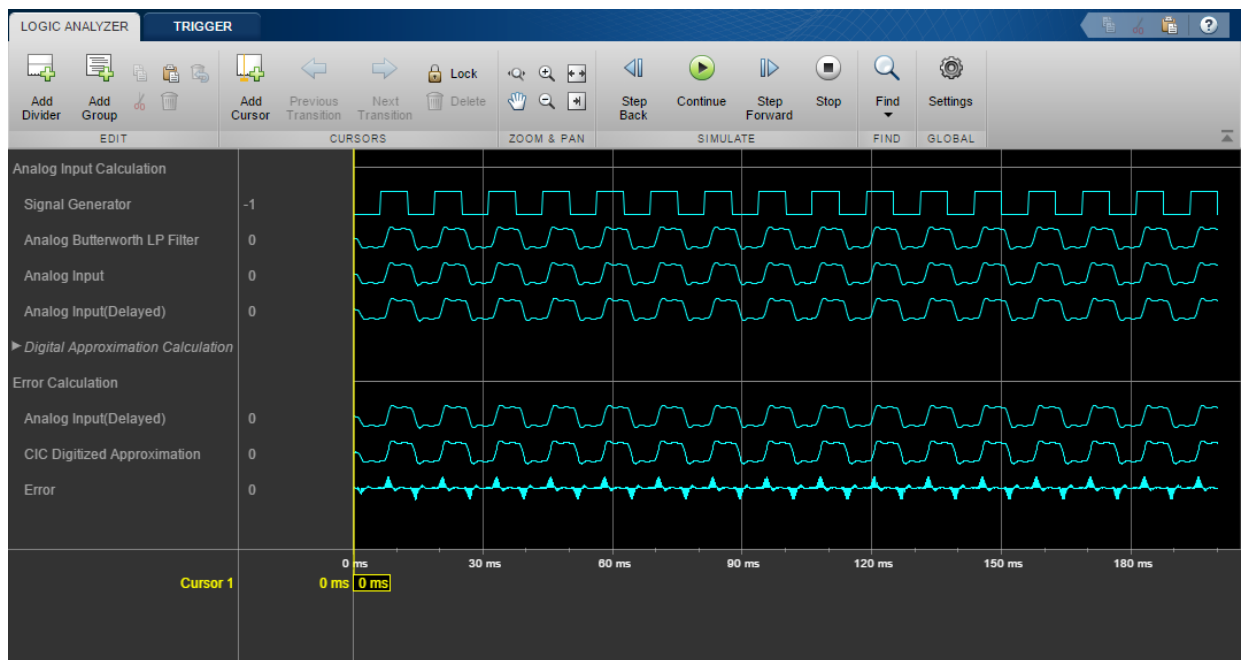 LOGIC ANALYZER TRIGGER
?
Lock
Add Divider Add Group Add Cursor Previous Transition Next Transition Delete Step Back Continue Step Forward Stop Find Settings
EDIT CURSORS ZOOM & PAN SIMULATE FIND GLOBAL
Analog Input Calculation
Signal Generator -1
Analog Butterworth LP Filter 0
Analog Input 0
Analog Input(Delayed) 0
Digital Approximation Calculation
Error Calculation
Analog Input(Delayed) 0
CIC Digitized Approximation 0
Error 0
0 ms 30 ms 60 ms 90 ms 120 ms 150 ms 180 ms
Cursor 1 0 ms 0 ms